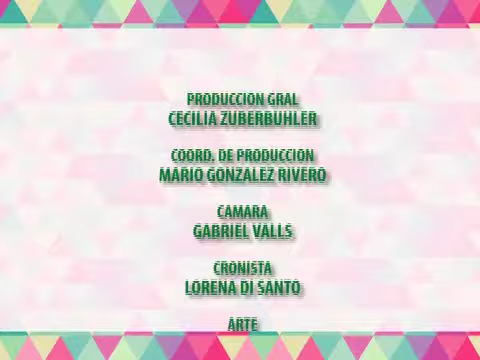 PRODUCCION GRAL
CECILIA ZUBERBUHLER
COORD. DE PRODUCCION
MARIO GONZALEZ RIVERO
CAMARA
GABRIEL VALLS
CRONISTA
LORENA DI SANTO
ARTE